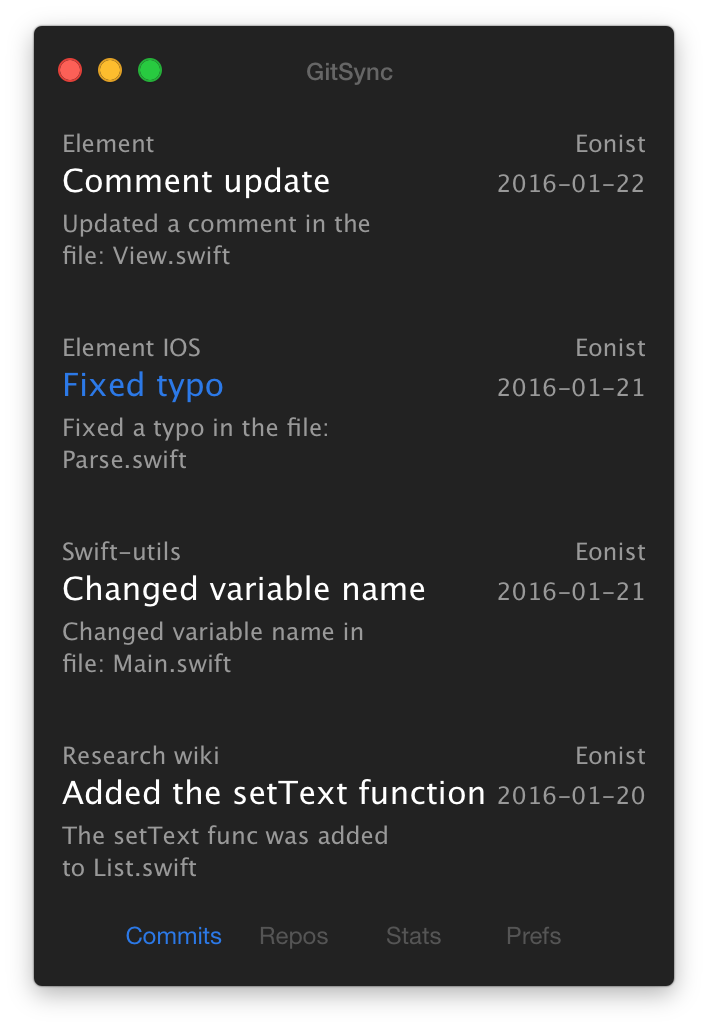 GitSync
Element Eonist
Comment update 2016-01-22
Updated a comment in the
file: View.swift
Element IOS Eonist
Fixed typo 2016-01-21
Fixed a typo in the file:
Parse.swift
Swift-utils Eonist
Changed variable name 2016-01-21
Changed variable name in
file: Main.swift
Research wiki Eonist
Added the setText function 2016-01-20
The setText func was added
to List.swift
Commits Repos Stats Prefs